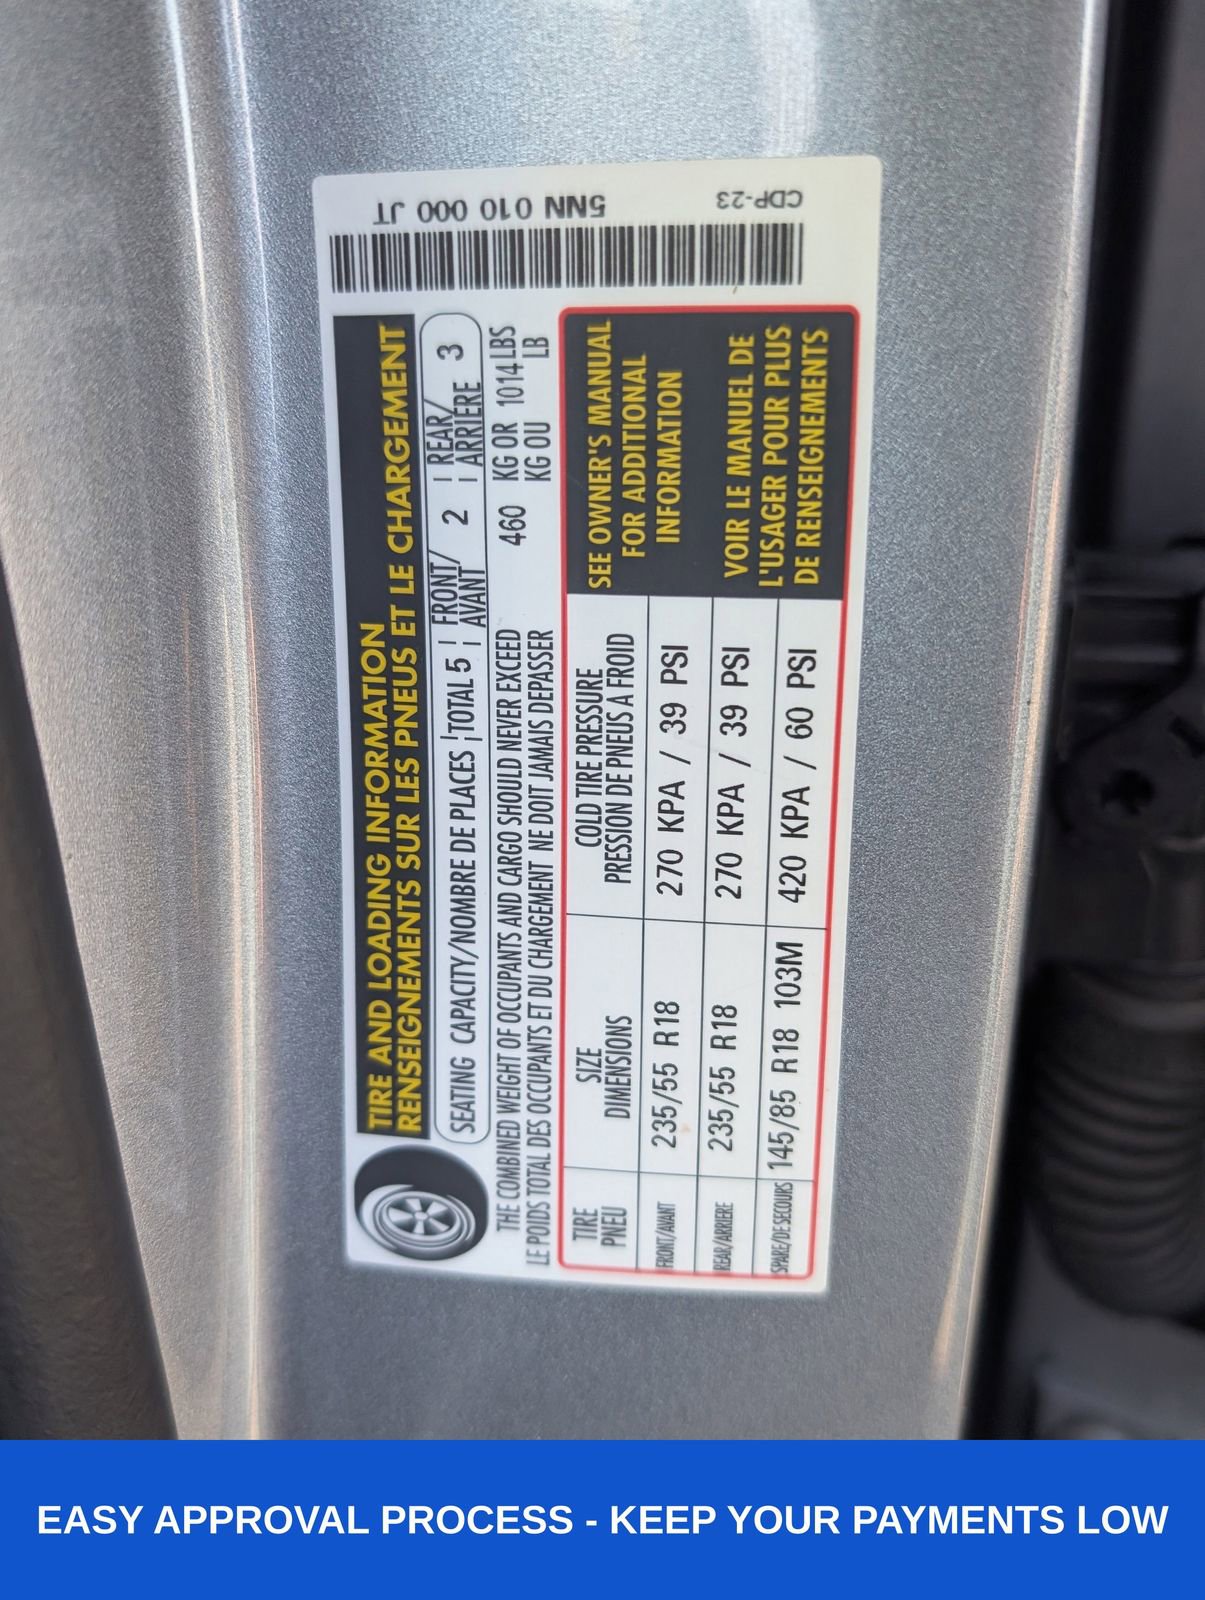 TIRE AND LOADING INFORMATION
RENSEIGNEMENTS SUR LES PNEUS ET LE CHARGEMENT
SEATING CAPACITY/NOMBRE DE PLACES | TOTAL 5 | FRONT/AVANT 2 | REAR/ARRIÈRE 3
THE COMBINED WEIGHT OF OCCUPANTS AND CARGO SHOULD NEVER EXCEED 460 KG OR 1014 LBS
LE POIDS TOTAL DES OCCUPANTS ET DU CHARGEMENT NE DOIT JAMAIS DEPASSER KG OU LB
TIRE PNEU SIZE DIMENSIONS COLD TIRE PRESSURE PRESSION DE PNEUS A FROID
FRONT/AVANT 235/55 R18 270 KPA / 39 PSI
REAR/ARRIERE 235/55 R18 270 KPA / 39 PSI
SPARE/DE SECOURS 145/85 R18 103M 420 KPA / 60 PSI
SEE OWNER'S MANUAL
FOR ADDITIONAL
INFORMATION
VOIR LE MANUEL DE
L'USAGER POUR PLUS
DE RENSEIGNEMENTS
5NN 010 000 JT
CDP-23
EASY APPROVAL PROCESS - KEEP YOUR PAYMENTS LOW